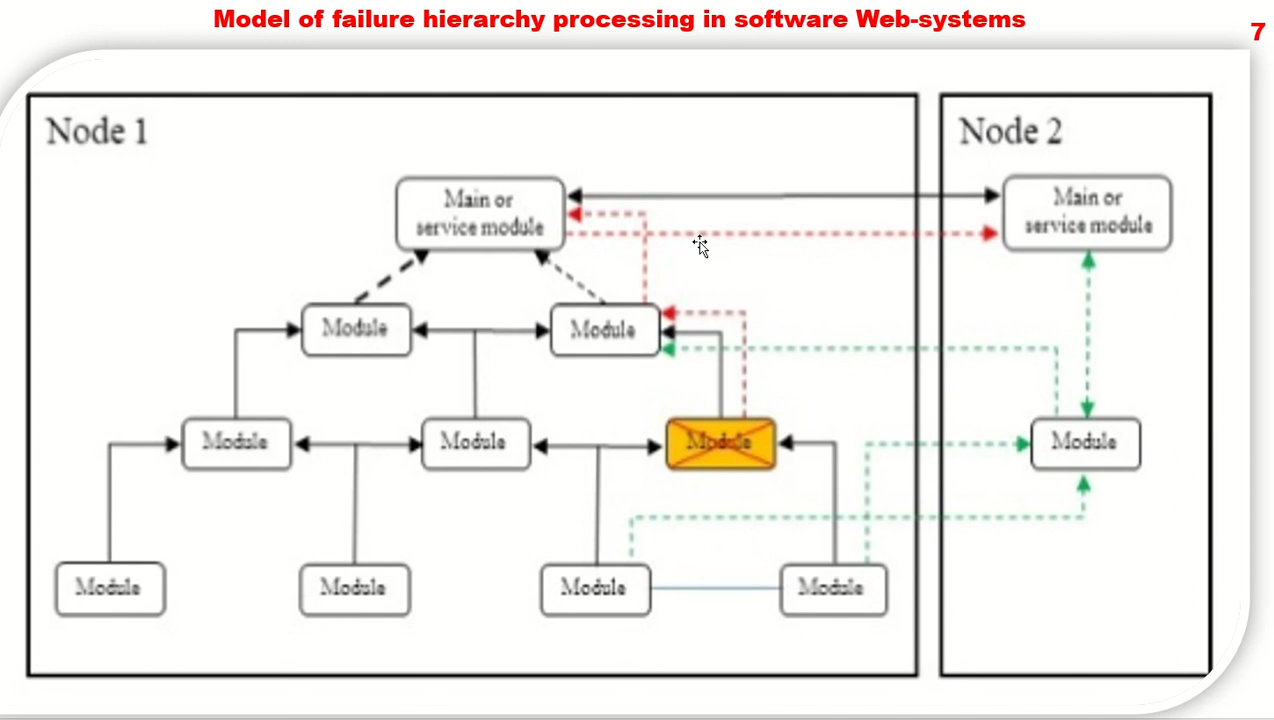 Model of failure hierarchy processing in software Web-systems
7
Node 1
Node 2
Main or
service module
Main or
service module
Module
Module
Module
Module
Module
Module
Module
Module
Module
Module